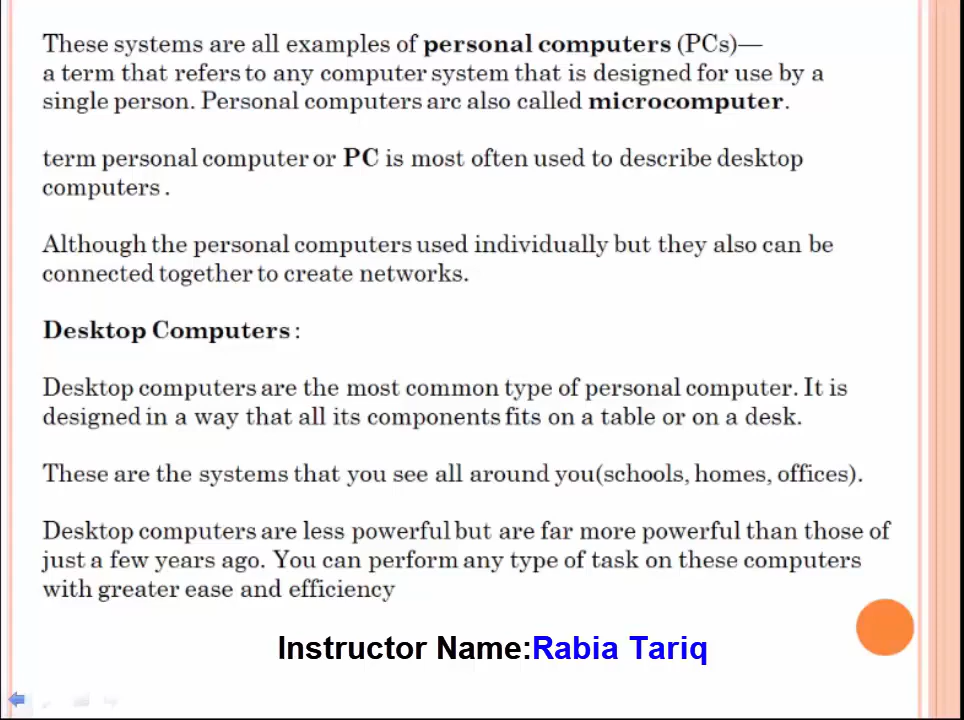 These systems are all examples of personal computers (PCs)—
a term that refers to any computer system that is designed for use by a
single person. Personal computers are also called microcomputer.
term personal computer or PC is most often used to describe desktop
computers .
Although the personal computers used individually but they also can be
connected together to create networks.
Desktop Computers :
Desktop computers are the most common type of personal computer. It is
designed in a way that all its components fits on a table or on a desk.
These are the systems that you see all around you(schools, homes, offices).
Desktop computers are less powerful but are far more powerful than those of
just a few years ago. You can perform any type of task on these computers
with greater ease and efficiency
Instructor Name:Rabia Tariq